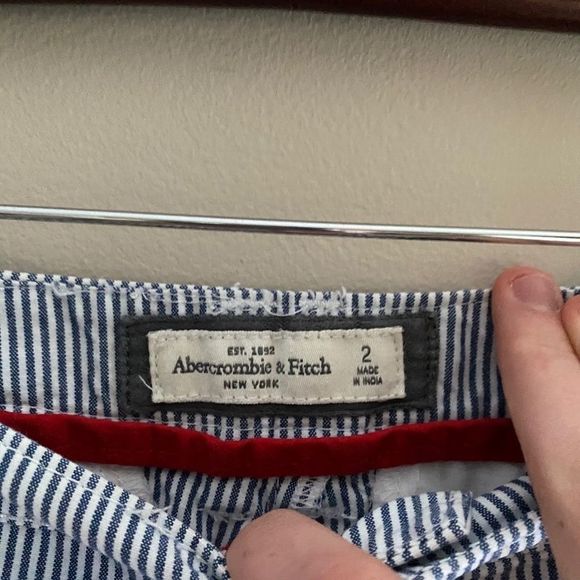 EST. 1892
Abercrombie & Fitch
NEW YORK
2
MADE
IN INDIA